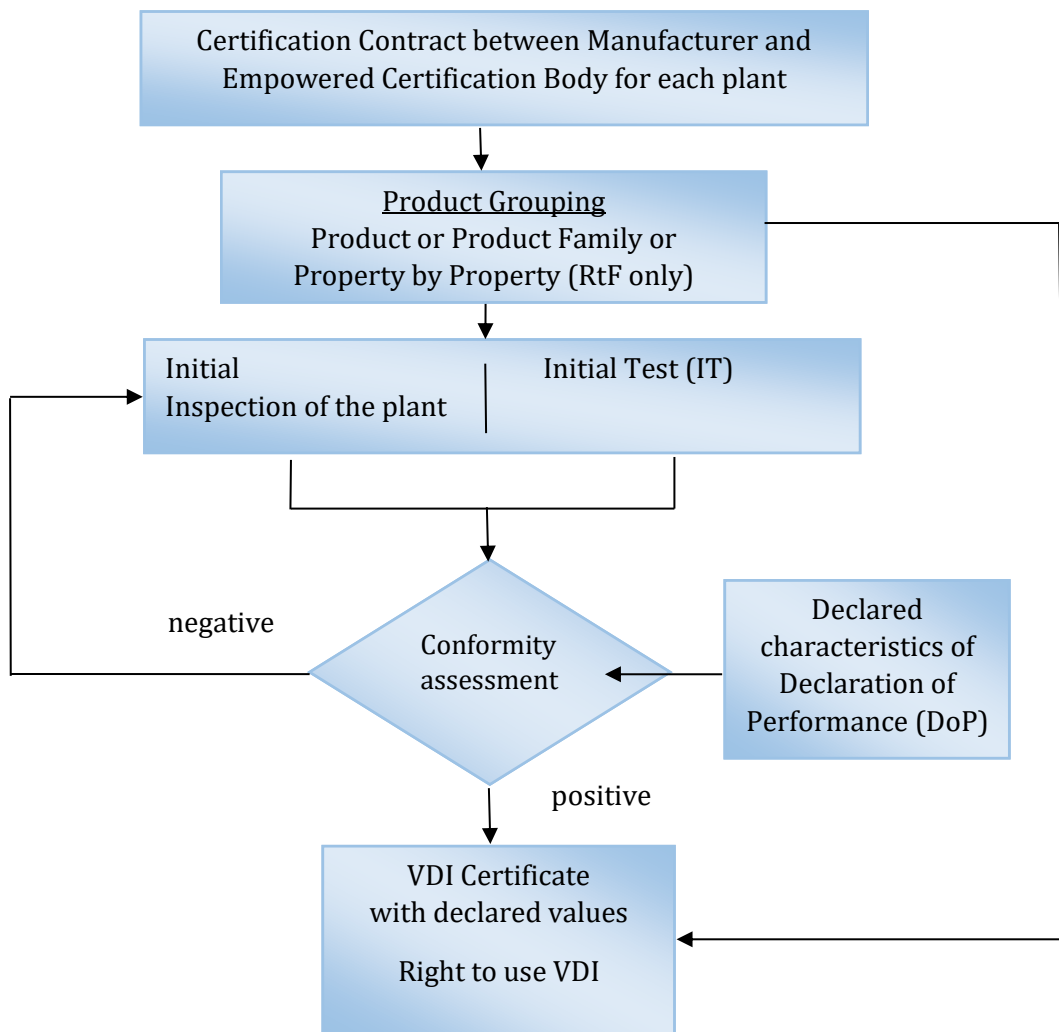 Certification Contract between Manufacturer and
Empowered Certification Body for each plant
Product Grouping
Product or Product Family or
Property by Property (RtF only)
Initial
Inspection of the plant
Initial Test (IT)
negative
Conformity
assessment
Declared
characteristics of
Declaration of
Performance (DoP)
positive
VDI Certificate
with declared values
Right to use VDI